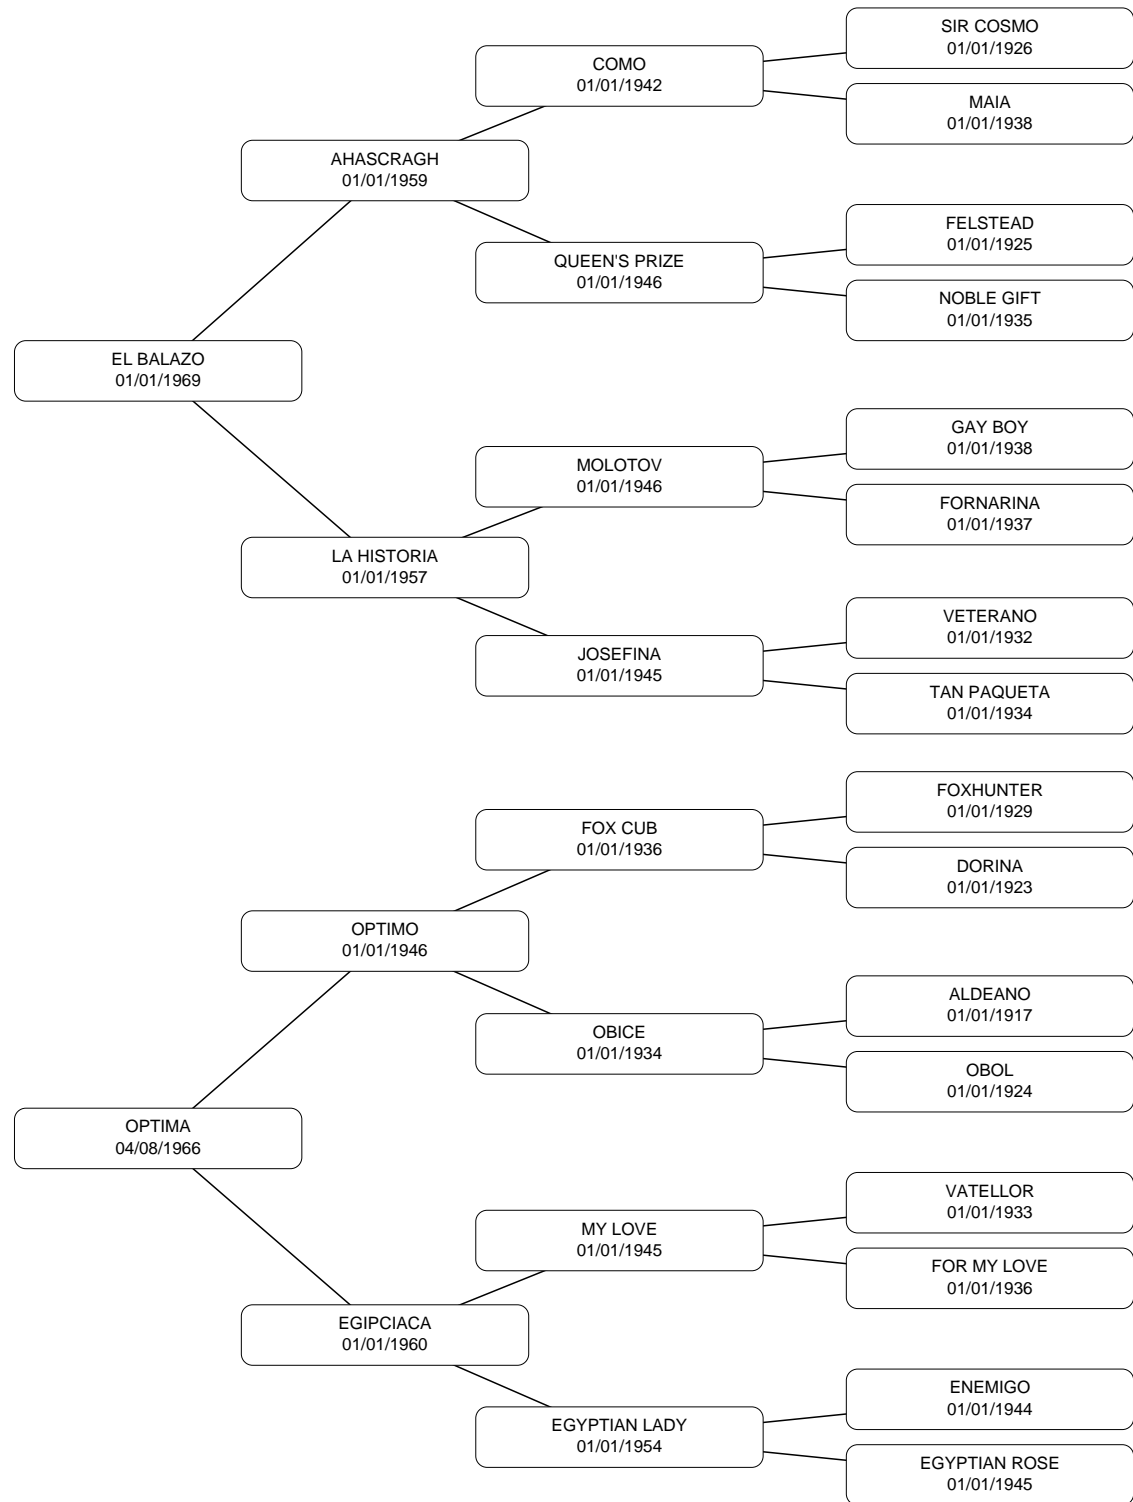 SIR COSMO
01/01/1926
COMO
01/01/1942
MAIA
01/01/1938
AHASCRAGH
01/01/1959
FELSTEAD
01/01/1925
QUEEN'S PRIZE
01/01/1946
NOBLE GIFT
01/01/1935
EL BALAZO
01/01/1969
GAY BOY
01/01/1938
MOLOTOV
01/01/1946
FORNARINA
01/01/1937
LA HISTORIA
01/01/1957
VETERANO
01/01/1932
JOSEFINA
01/01/1945
TAN PAQUETA
01/01/1934
FOXHUNTER
01/01/1929
FOX CUB
01/01/1936
DORINA
01/01/1923
OPTIMO
01/01/1946
ALDEANO
01/01/1917
OBICE
01/01/1934
OBOL
01/01/1924
OPTIMA
04/08/1966
VATELLOR
01/01/1933
MY LOVE
01/01/1945
FOR MY LOVE
01/01/1936
EGIPCIACA
01/01/1960
ENEMIGO
01/01/1944
EGYPTIAN LADY
01/01/1954
EGYPTIAN ROSE
01/01/1945